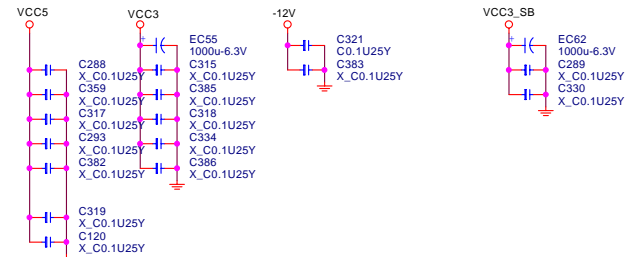 VCC5
C288
X_C0.1U25Y
C359
X_C0.1U25Y
C317
X_C0.1U25Y
C293
X_C0.1U25Y
C382
X_C0.1U25Y
C319
X_C0.1U25Y
C120
X_C0.1U25Y
VCC3
+
EC55
1000u-6.3V
C315
X_C0.1U25Y
C385
X_C0.1U25Y
C318
X_C0.1U25Y
C334
X_C0.1U25Y
C386
X_C0.1U25Y
-12V
C321
C0.1U25Y
C383
X_C0.1U25Y
VCC3_SB
+
EC62
1000u-6.3V
C289
X_C0.1U25Y
C330
X_C0.1U25Y